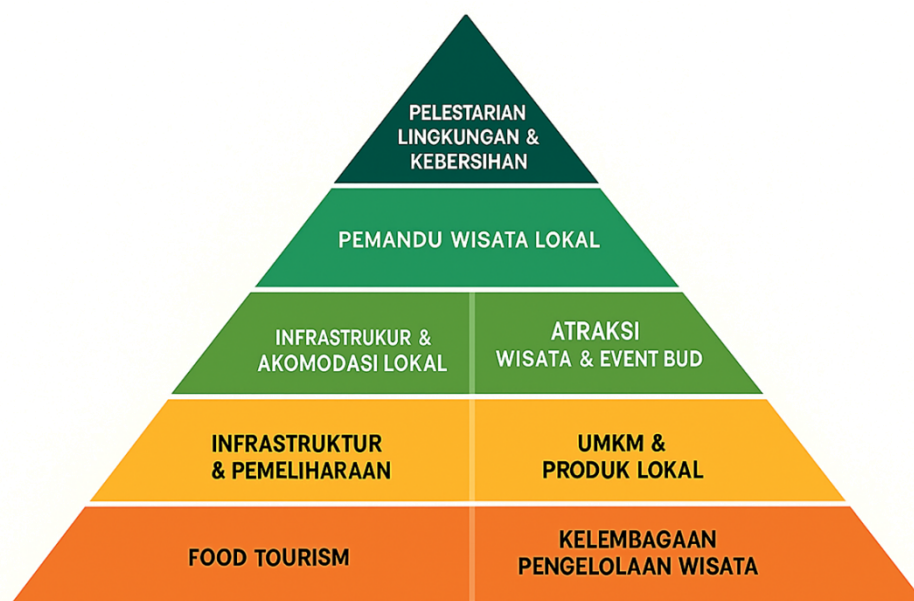 PELESTARIAN
LINGKUNGAN &
KEBERSIHAN
PEMANDU WISATA LOKAL
INFRASTRUKUR &
AKOMODASI LOKAL
ATRAKSI
WISATA & EVENT BUD
INFRASTRUKTUR
& PEMELIHARAAN
UMKM &
PRODUK LOKAL
FOOD TOURISM
KELEMBAGAAN
PENGELOLAAN WISATA